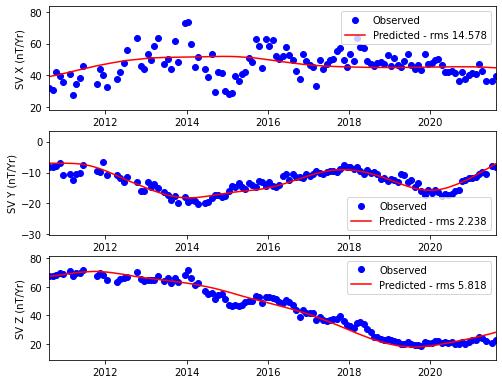 80
60
40
20
SV X (nT/Yr)
Observed
Predicted - rms 14.578
2012 2014 2016 2018 2020
0
−10
−20
−30
SV Y (nT/Yr)
Observed
Predicted - rms 2.238
2012 2014 2016 2018 2020
80
60
40
20
SV Z (nT/Yr)
Observed
Predicted - rms 5.818
2012 2014 2016 2018 2020